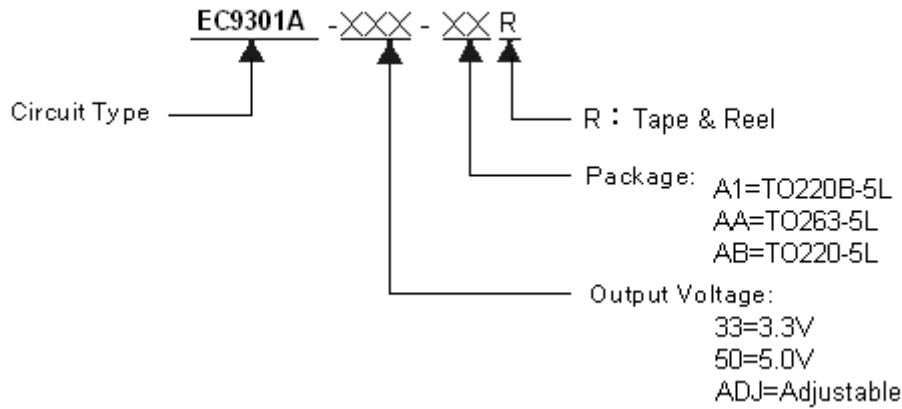 EC9301A -XXX - XX R
Circuit Type
R : Tape & Reel
Package:
A1=TO220B-5L
AA=TO263-5L
AB=TO220-5L
Output Voltage:
33=3.3V
50=5.0V
ADJ=Adjustable